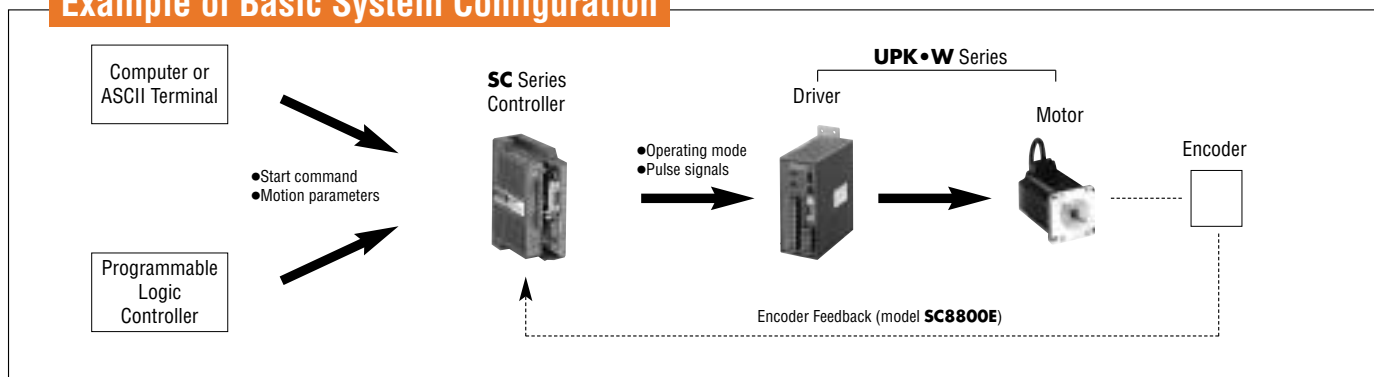 Example of Basic System Configuration
Computer or
ASCII Terminal
●Start command
●Motion parameters
Programmable
Logic
Controller
SC Series
Controller
●Operating mode
●Pulse signals
UPK•W Series
Driver
Motor
Encoder
Encoder Feedback (model SC8800E)